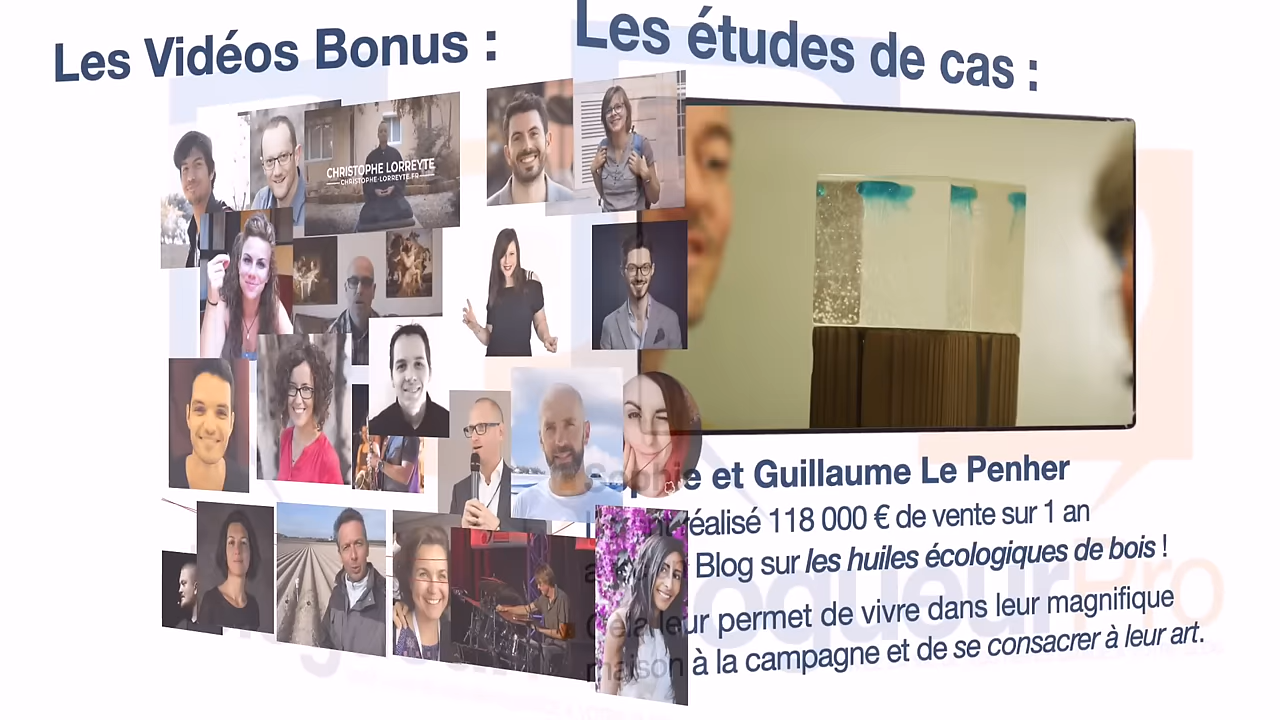 Les Vidéos Bonus :
Les études de cas :
CHRISTOPHE LORREYTE
CHRISTOPHE-LORREYTE.FR
Sophie et Guillaume Le Penher
réalisé 118 000 € de vente sur 1 an
Blog sur les huiles écologiques de bois !
leur permet de vivre dans leur magnifique
maison à la campagne et de se consacrer à leur art.